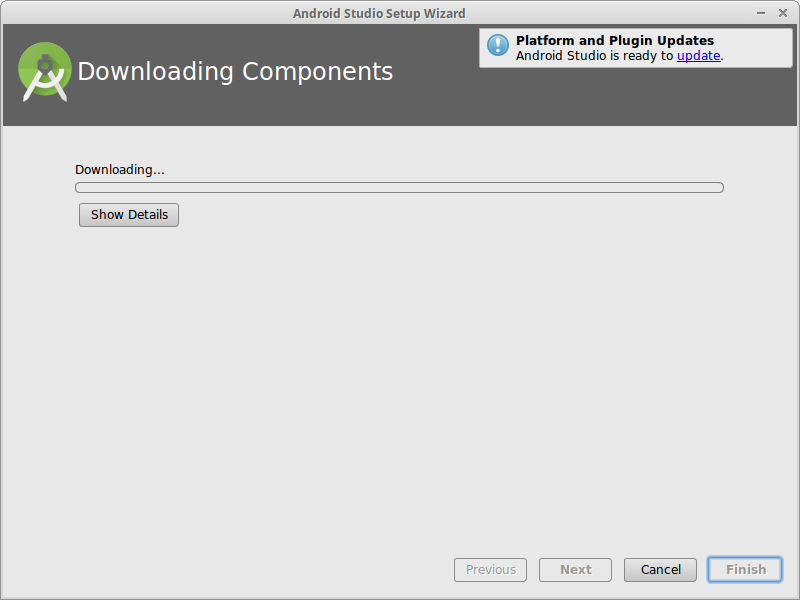 Android Studio Setup Wizard
Platform and Plugin Updates
Android Studio is ready to update.
Downloading Components
Downloading...
Show Details
Previous
Next
Cancel
Finish